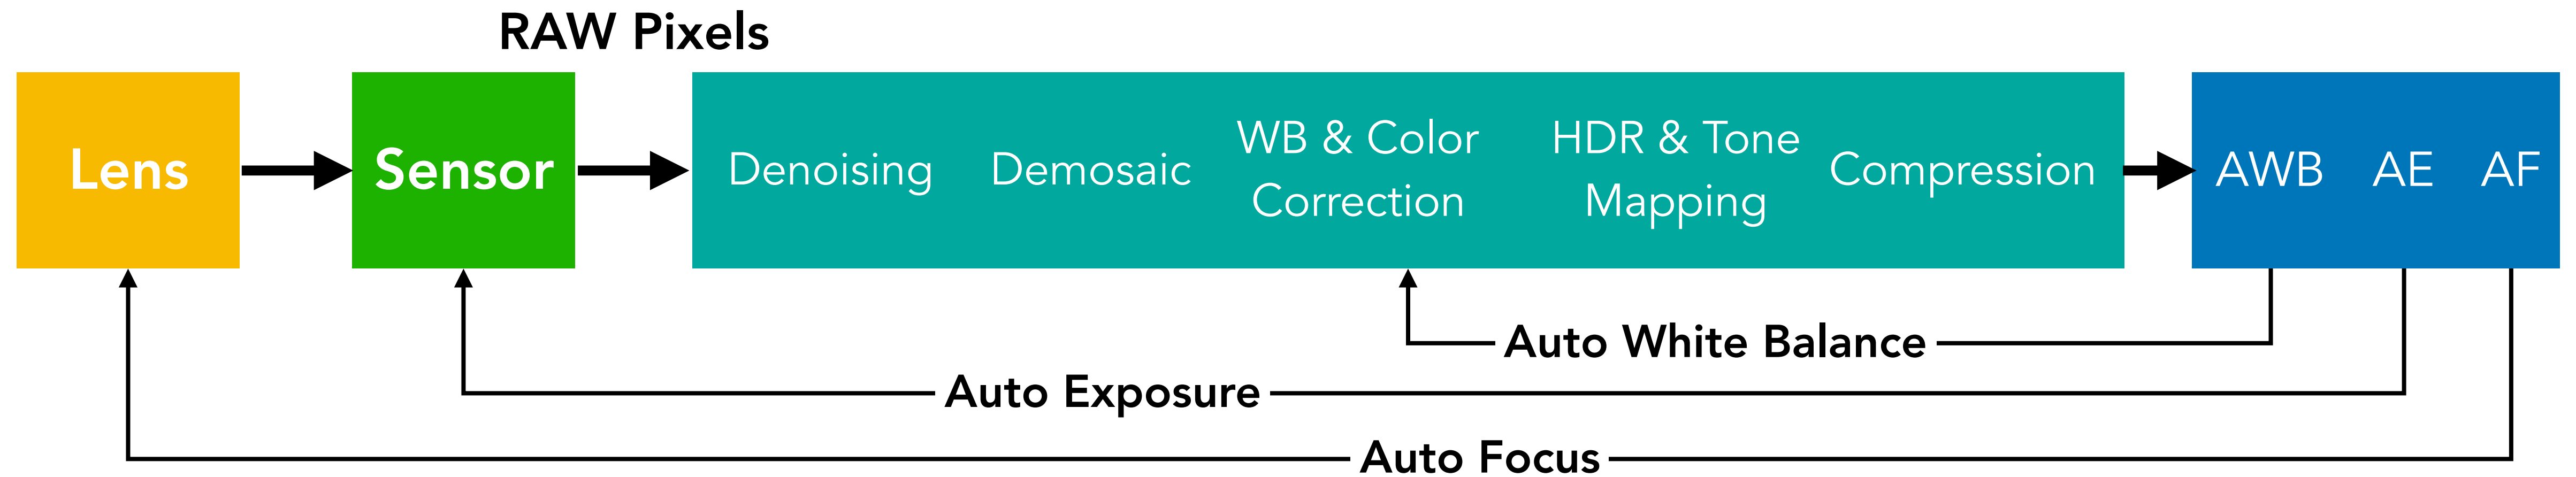 RAW Pixels
Lens
Sensor
Denoising
Demosaic
WB & Color
Correction
HDR & Tone
Mapping
Compression
AWB
AE
AF
Auto White Balance
Auto Exposure
Auto Focus